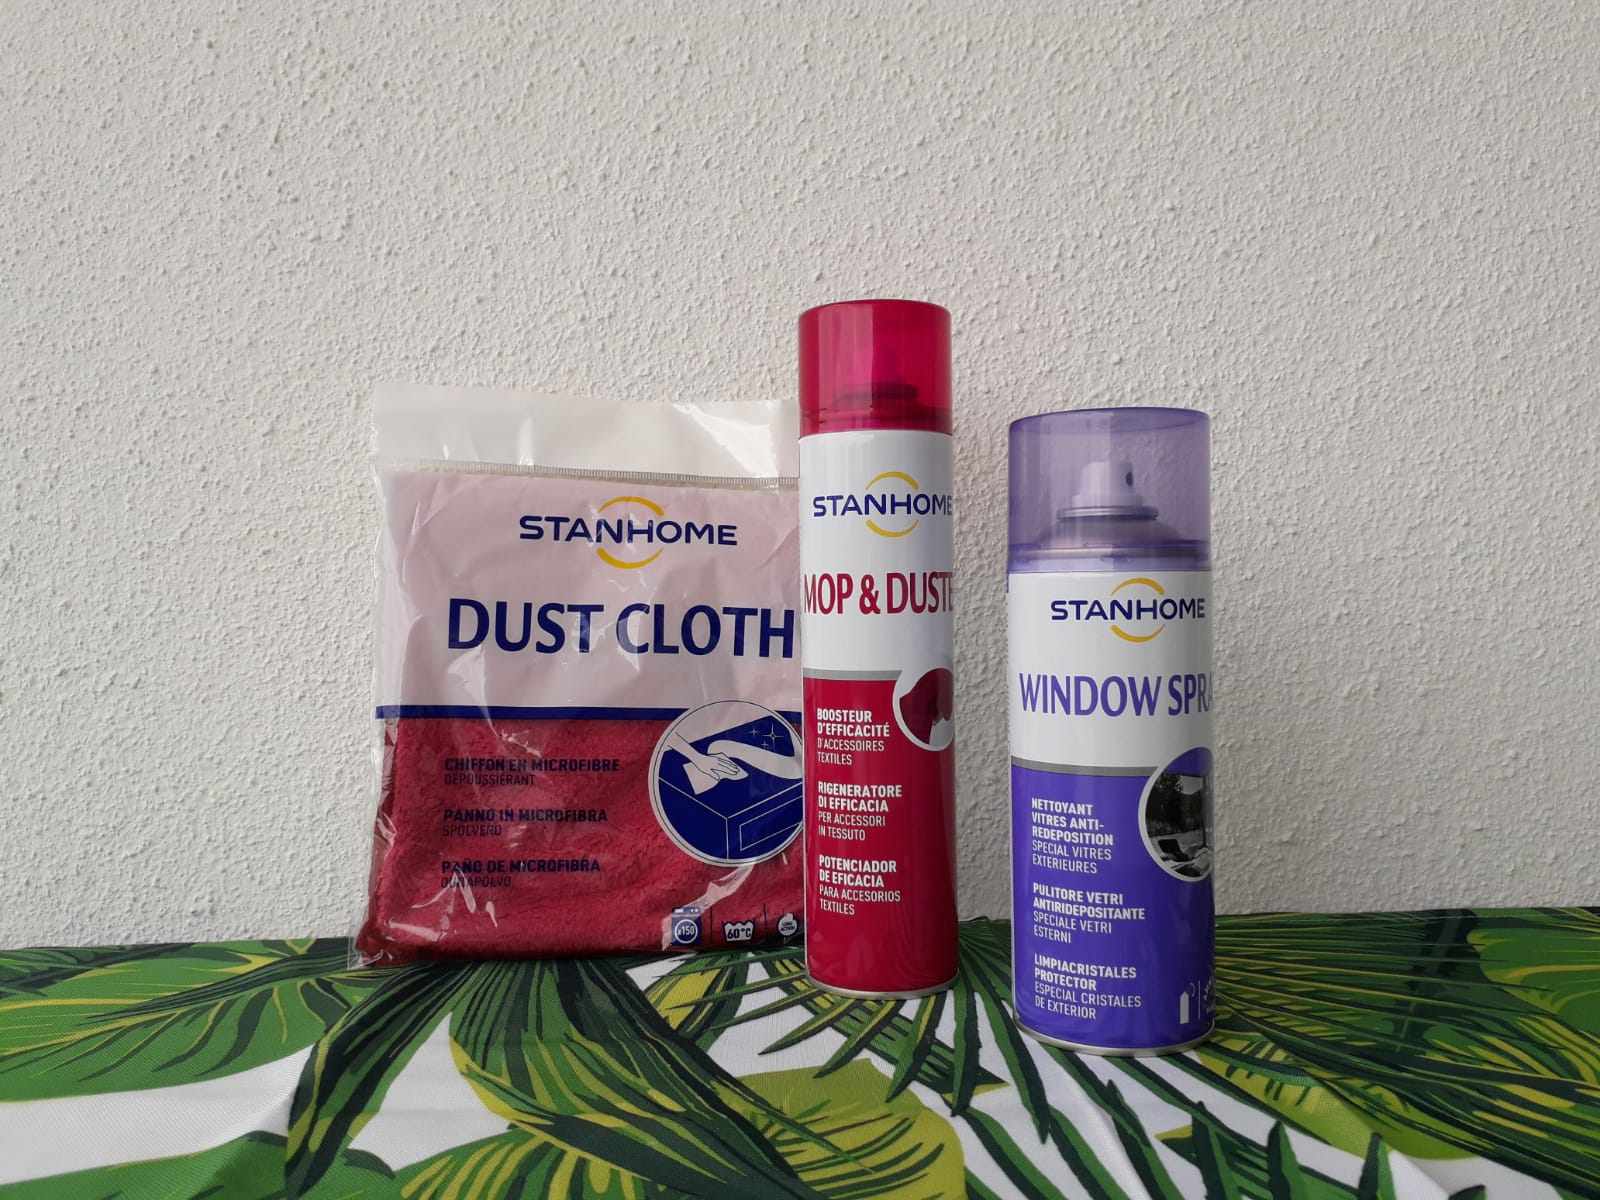 STANHOME
DUST CLOTH
CHIFFON EN MICROFIBRE
DÉPOUSSIÉRANT
PANNO IN MICROFIBRA
SPOLVERO
PAÑO DE MICROFIBRA
QUITAPOLVO
x150
60°C
STANHOME
MOP & DUSTE
BOOSTEUR
D'EFFICACITÉ
D'ACCESSOIRES
TEXTILES
RIGENERATORE
DI EFFICACIA
PER ACCESSORI
IN TESSUTO
POTENCIADOR
DE EFICACIA
PARA ACCESORIOS
TEXTILES
STANHOME
WINDOW SPRA
NETTOYANT
VITRES ANTI-
REDEPOSITION
SPECIAL VITRES
EXTERIEURES
PULITORE VETRI
ANTIRIDEPOSITANTE
SPECIALE VETRI
ESTERNI
LIMPIACRISTALES
PROTECTOR
ESPECIAL CRISTALES
DE EXTERIOR